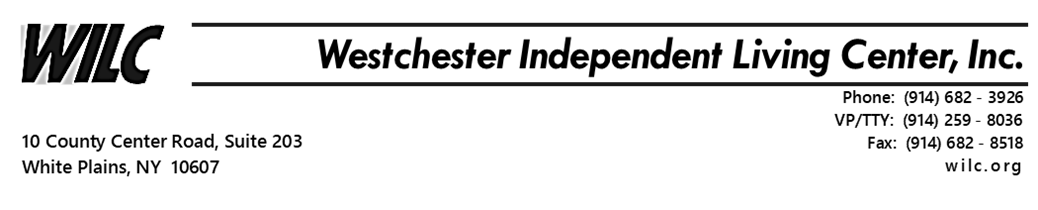 WILC
Westchester Independent Living Center, Inc.
Phone: (914) 682 - 3926
VP/TTY: (914) 259 - 8036
Fax: (914) 682 - 8518
wilc.org
10 County Center Road, Suite 203
White Plains, NY 10607